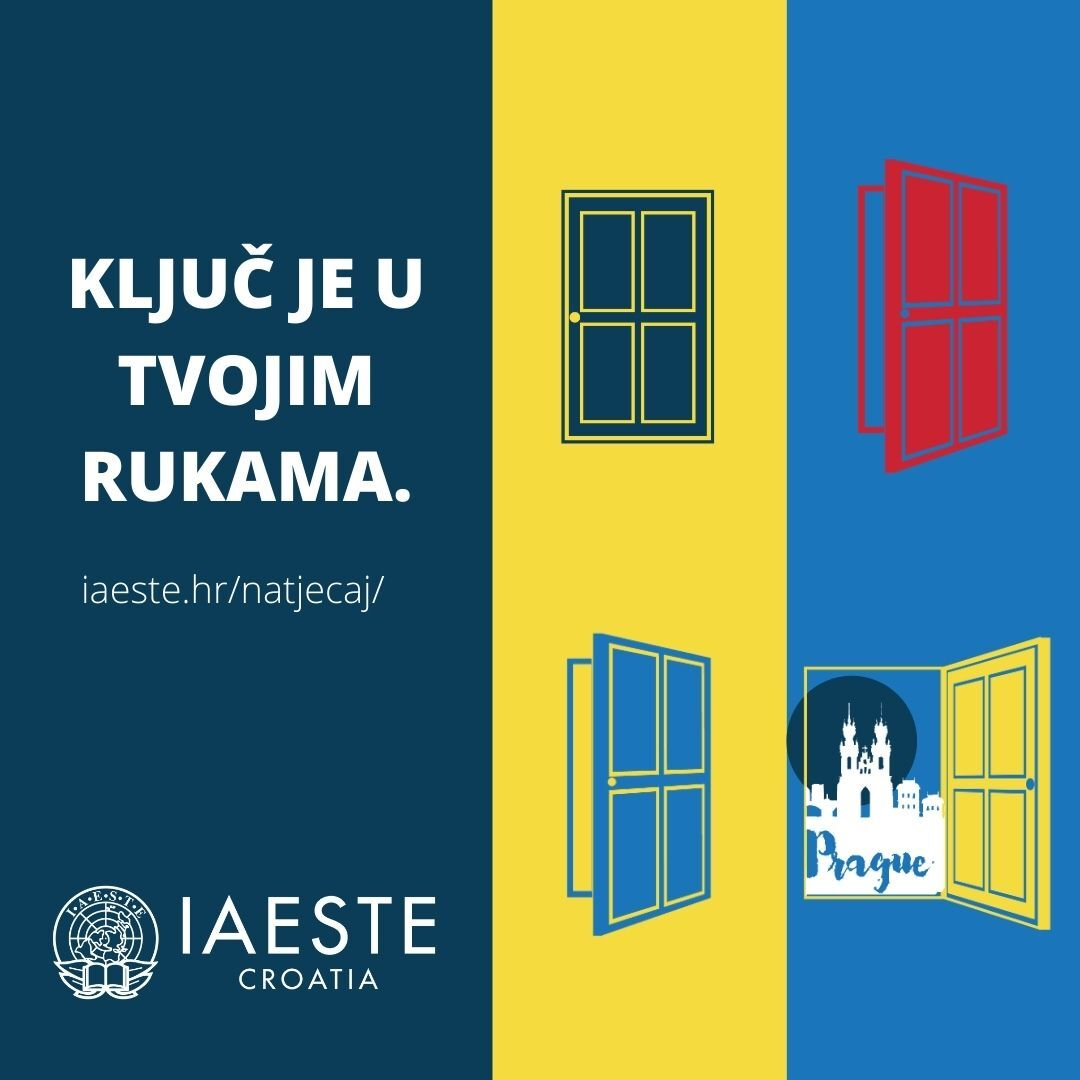 KLJUČ JE U
TVOJIM
RUKAMA.
iaeste.hr/natjecaj/
Prague
I·A·E·S·T·E
IAESTE
CROATIA